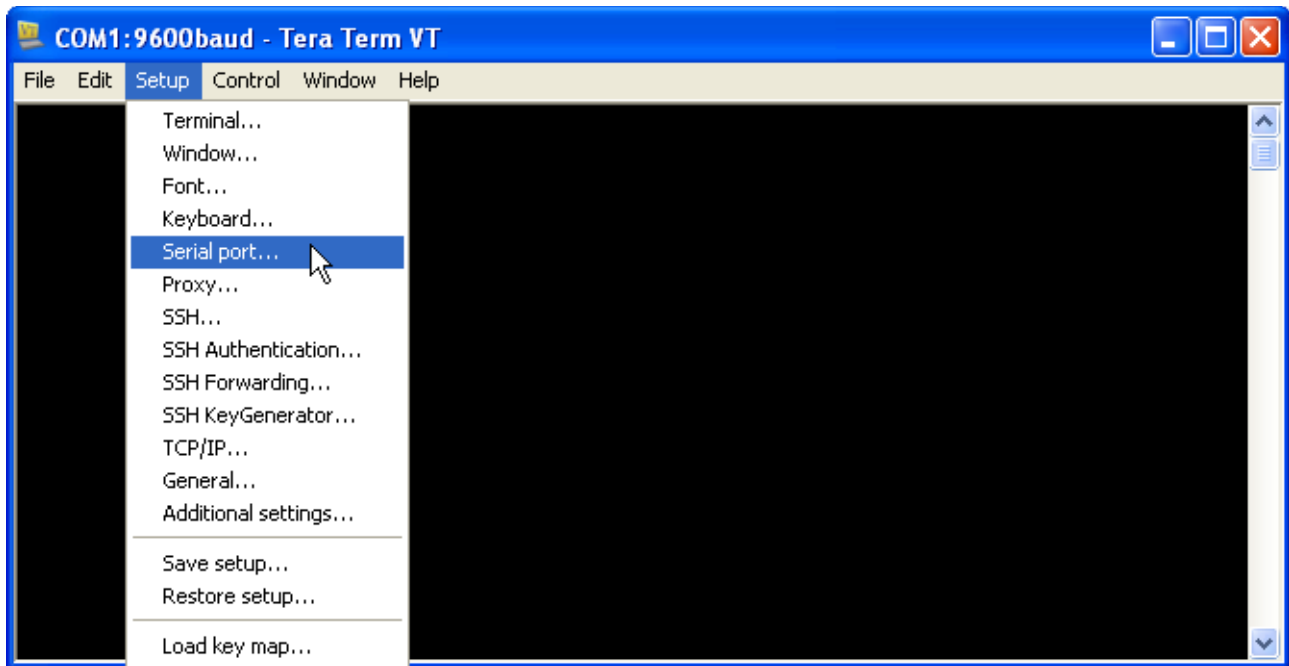 COM1:9600baud - Tera Term VT
File Edit Setup Control Window Help
Terminal...
Window...
Font...
Keyboard...
Serial port...
Proxy...
SSH...
SSH Authentication...
SSH Forwarding...
SSH KeyGenerator...
TCP/IP...
General...
Additional settings...
Save setup...
Restore setup...
Load key map...